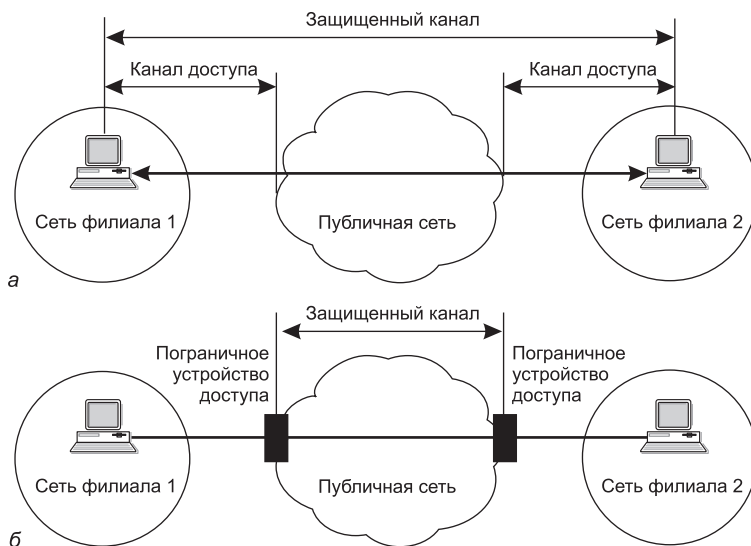 Защищенный канал
Канал доступа
Канал доступа
Сеть филиала 1
Публичная сеть
Сеть филиала 2
а
Защищенный канал
Пограничное
устройство
доступа
Пограничное
устройство
доступа
Сеть филиала 1
Публичная сеть
Сеть филиала 2
б